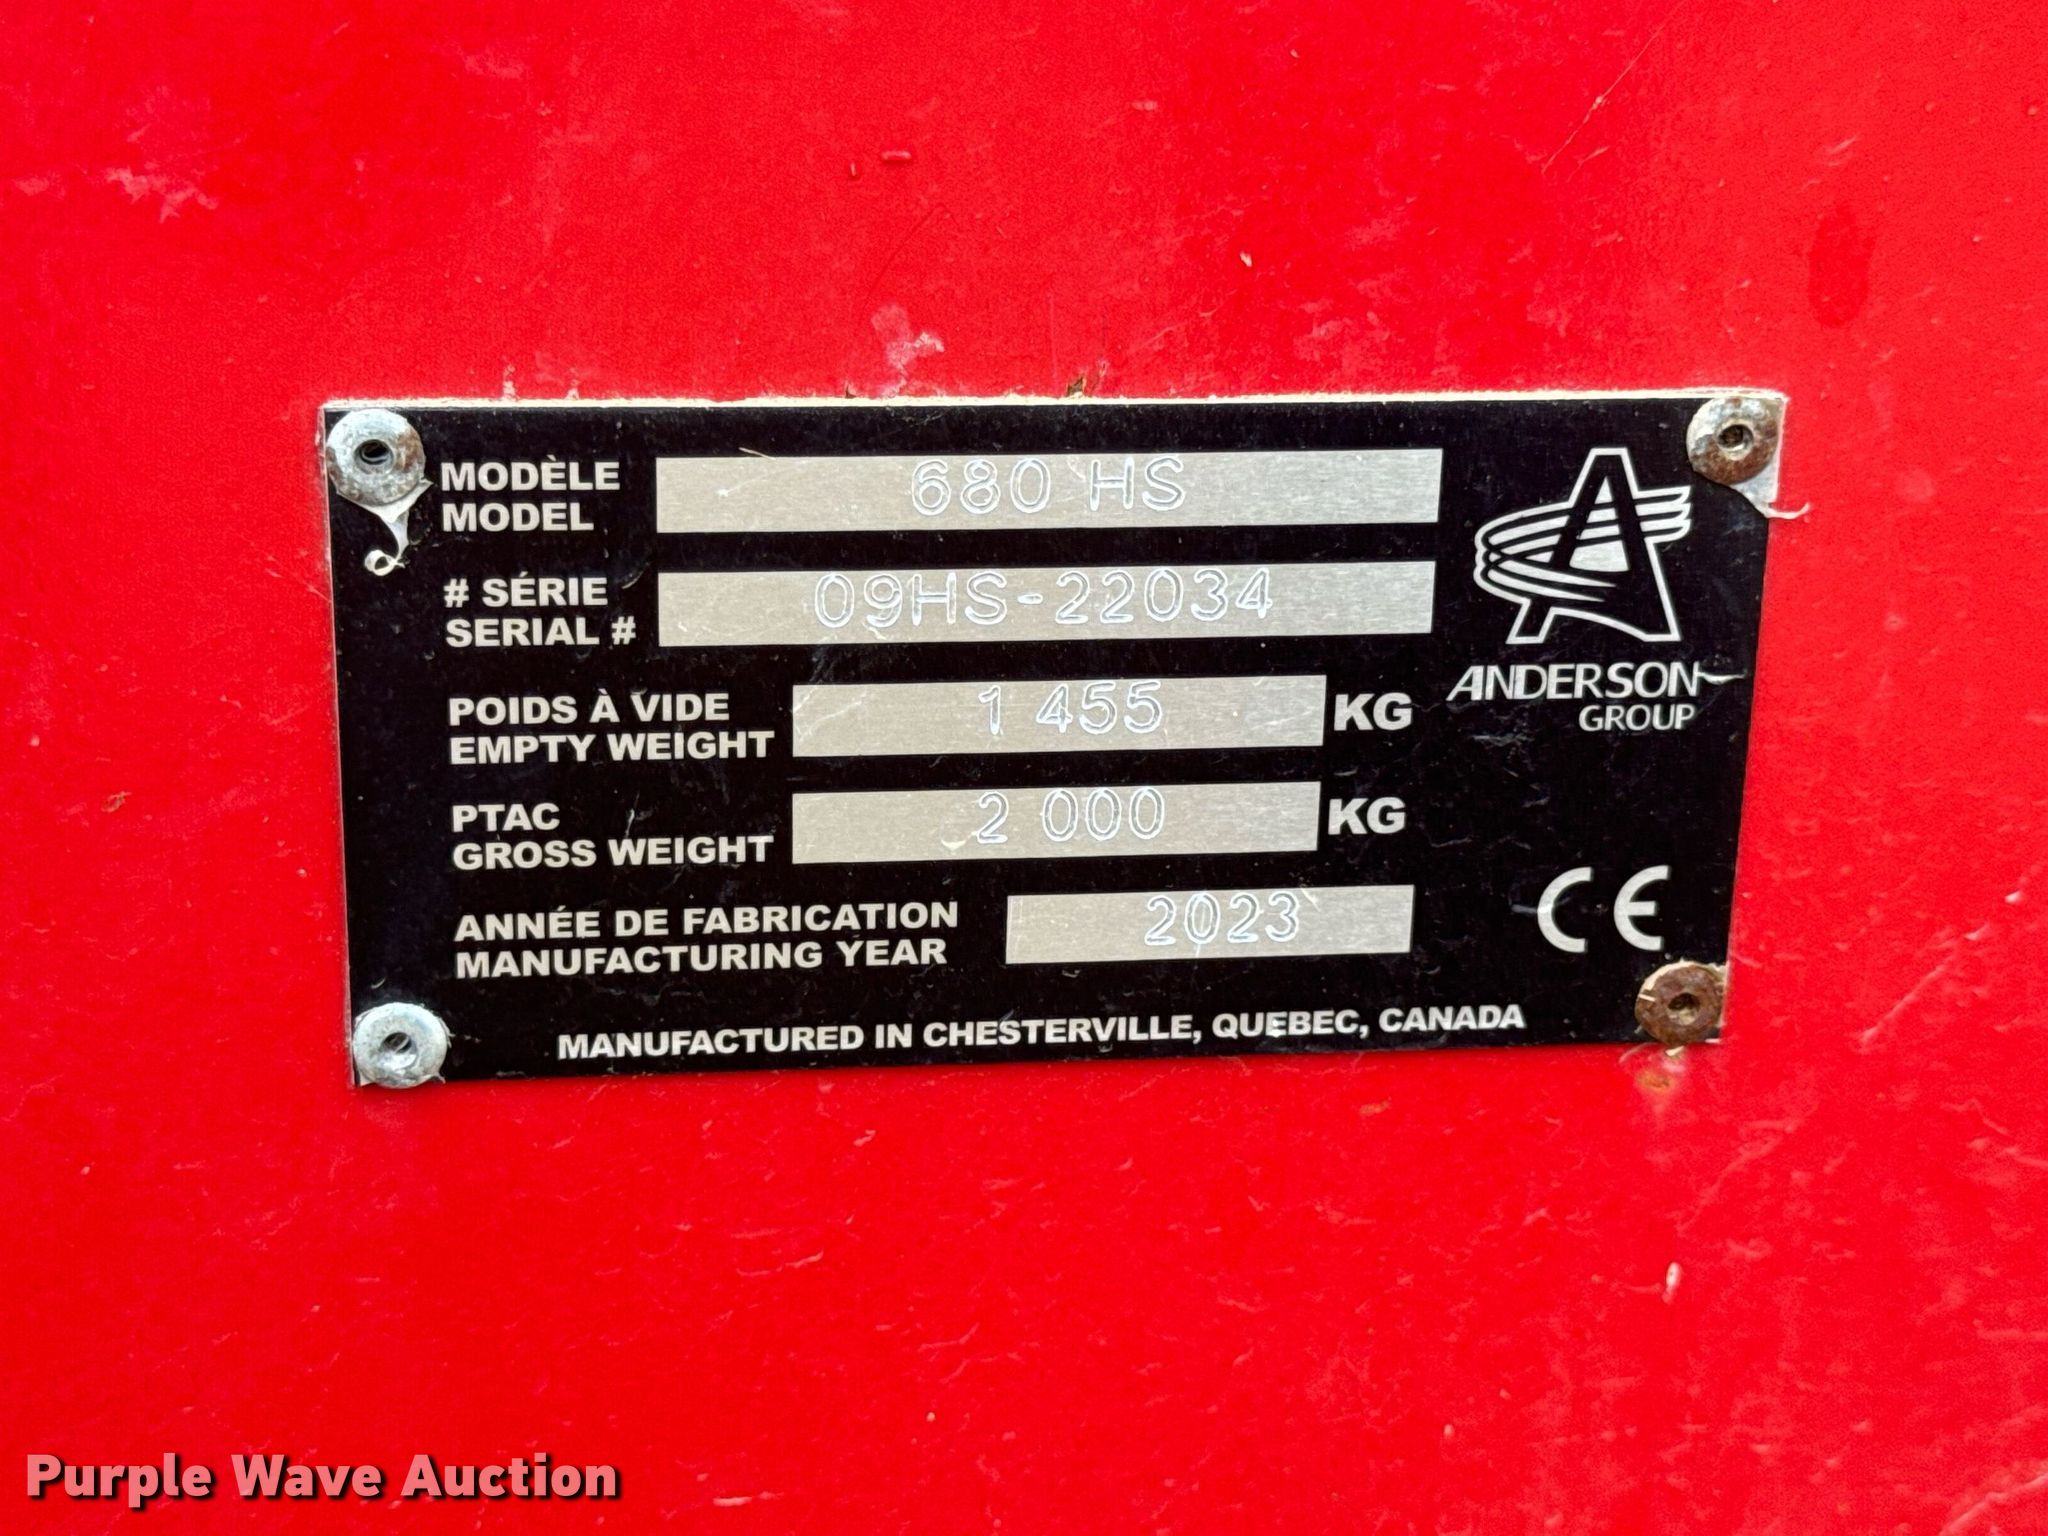 MODÈLE
MODEL
680 HS
# SÉRIE
SERIAL #
09HS-22034
POIDS À VIDE
EMPTY WEIGHT
1 455 KG
PTAC
GROSS WEIGHT
2 000 KG
ANNÉE DE FABRICATION
MANUFACTURING YEAR
2023
ANDERSON
GROUP
CE
MANUFACTURED IN CHESTERVILLE, QUEBEC, CANADA
Purple Wave Auction